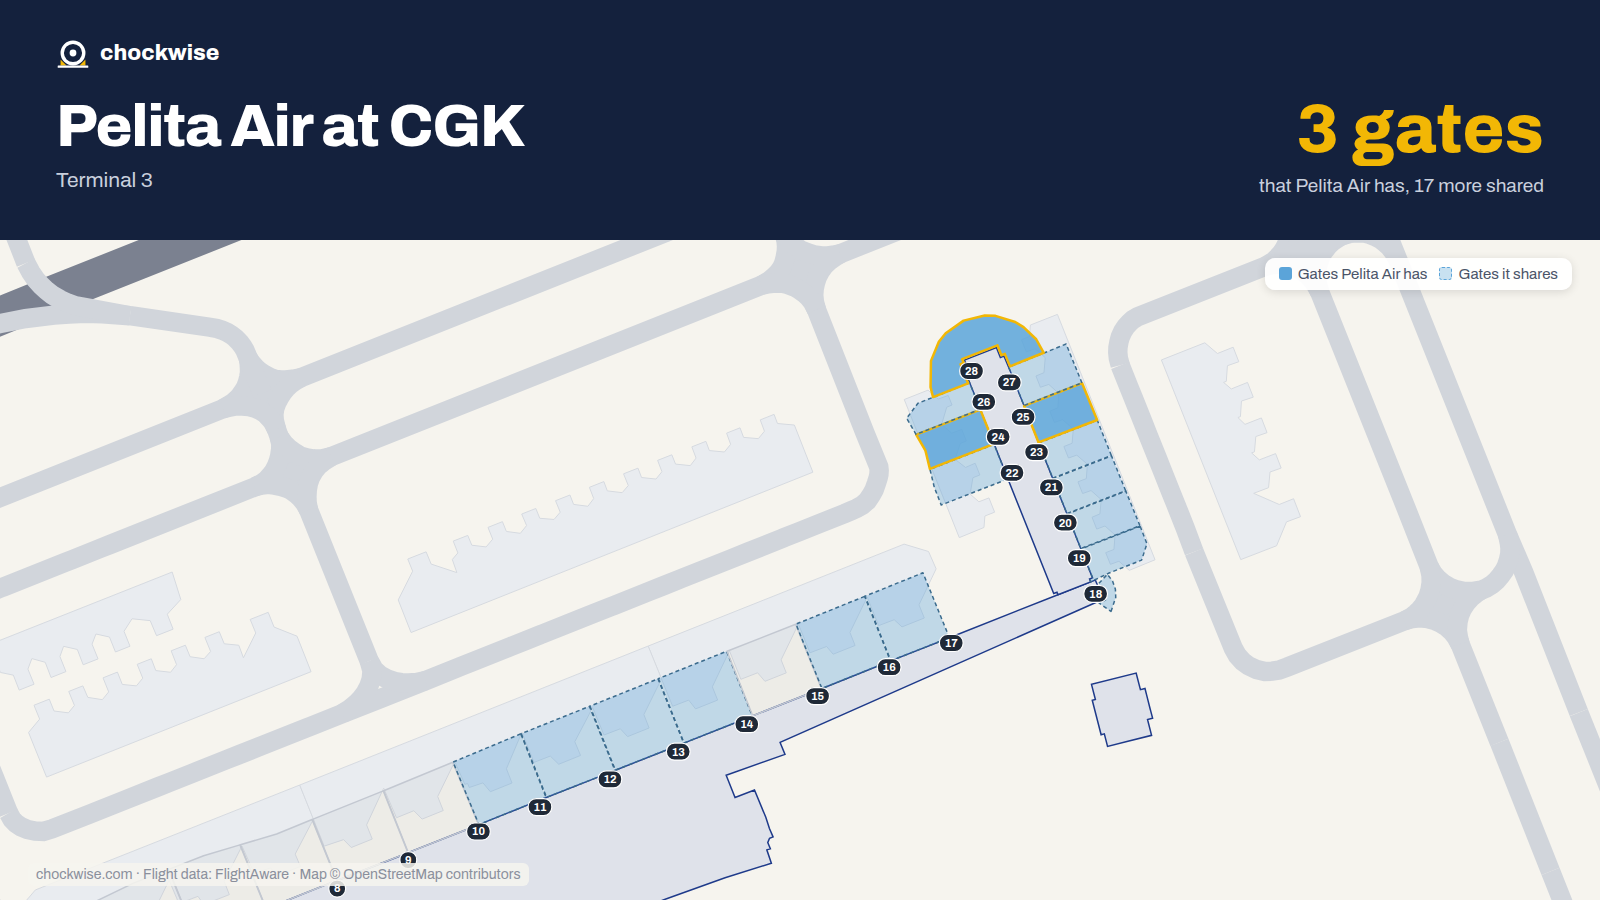 chockwise
Pelita Air at CGK
Terminal 3
3 gates
that Pelita Air has, 17 more shared
Gates Pelita Air has
Gates it shares
28
27
26
25
24
23
22
21
20
19
18
17
16
15
14
13
12
11
10
9
8
chockwise.com · Flight data: FlightAware · Map © OpenStreetMap contributors